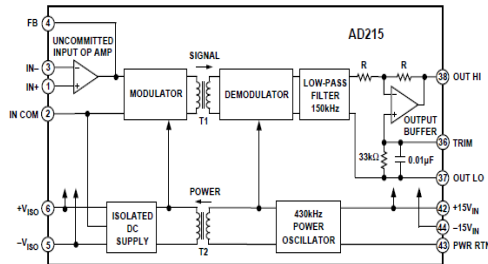 FB 4
UNCOMMITTED
INPUT OP AMP
AD215
IN– 3
IN+ 1
IN COM 2
SIGNAL
MODULATOR
T1
DEMODULATOR
LOW-PASS
FILTER
150kHz
R
R
38 OUT HI
OUTPUT
BUFFER
36 TRIM
33kΩ
0.01µF
37 OUT LO
POWER
+VISO 6
–VISO 5
ISOLATED
DC
SUPPLY
T2
430kHz
POWER
OSCILLATOR
42 +15VIN
44 –15VIN
43 PWR RTN